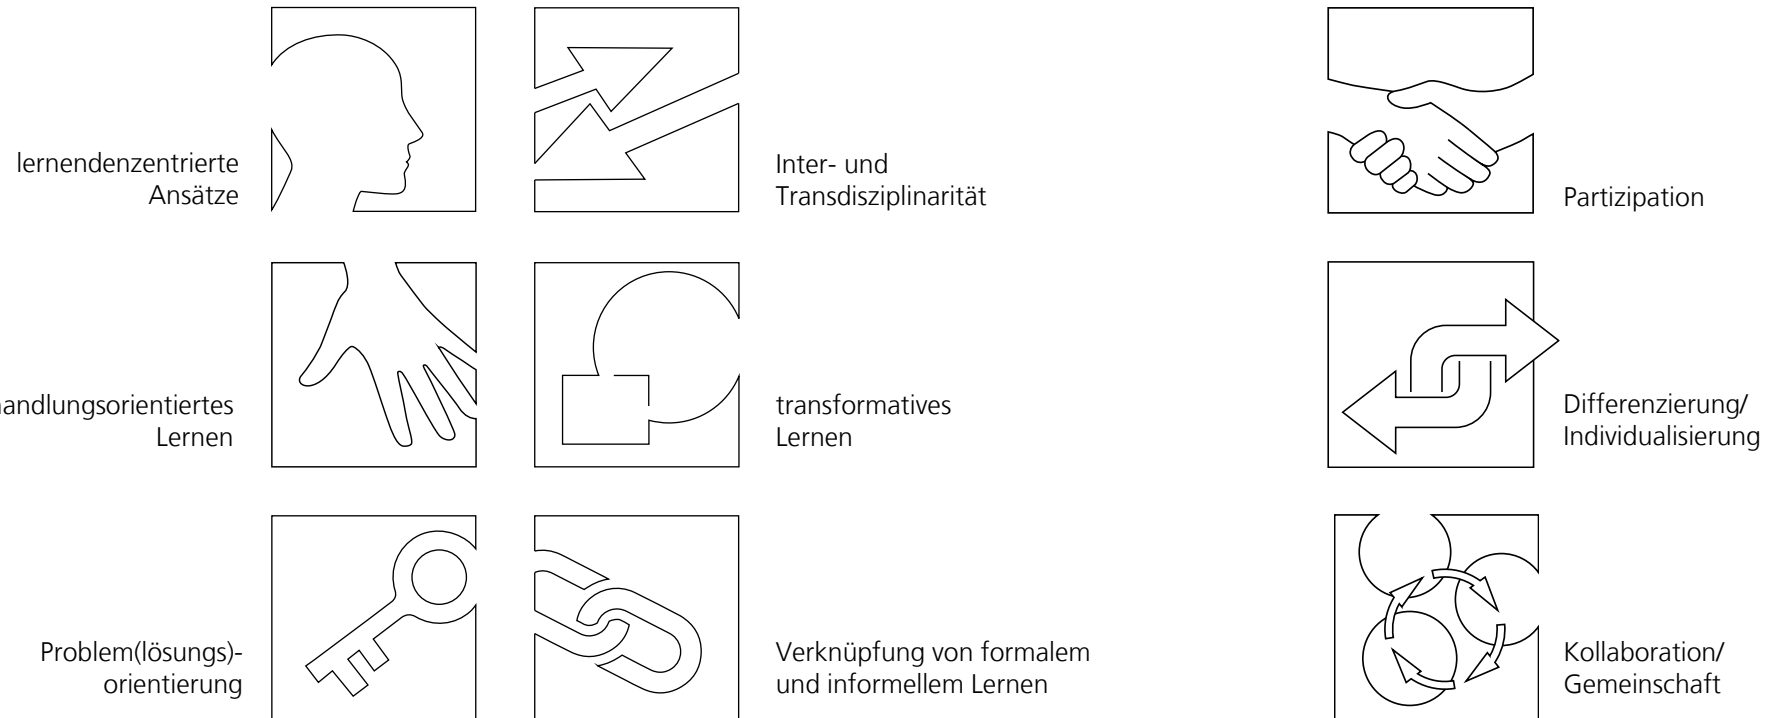 lernendenzentrierte
Ansätze
Inter- und
Transdisziplinarität
Partizipation
andlungsorientiertes
Lernen
transformatives
Lernen
Differenzierung/
Individualisierung
Problem(lösungs)-
orientierung
Verknüpfung von formalem
und informellem Lernen
Kollaboration/
Gemeinschaft